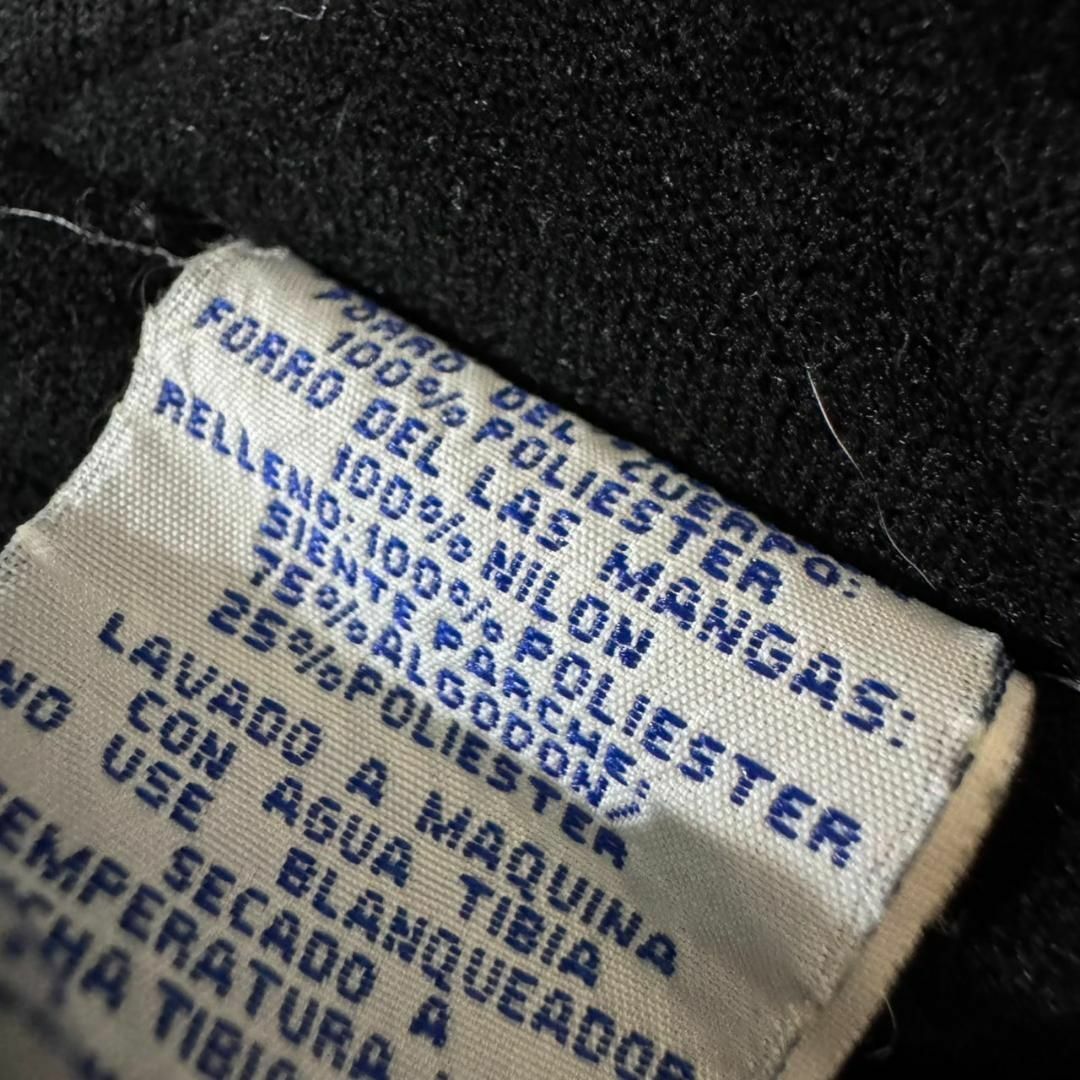 FORRO DEL CUERPO:
100% POLIESTER
FORRO DEL LAS MANGAS:
100% NILON
RELLENO: 100% POLIESTER
SIENTE PARCHE/
75% ALGODON/
25% POLIESTER
LAVADO A MAQUINA
CON AGUA TIBIA
NO USE BLANQUEADOR
SECADO A
TEMPERATURA
TIBIA